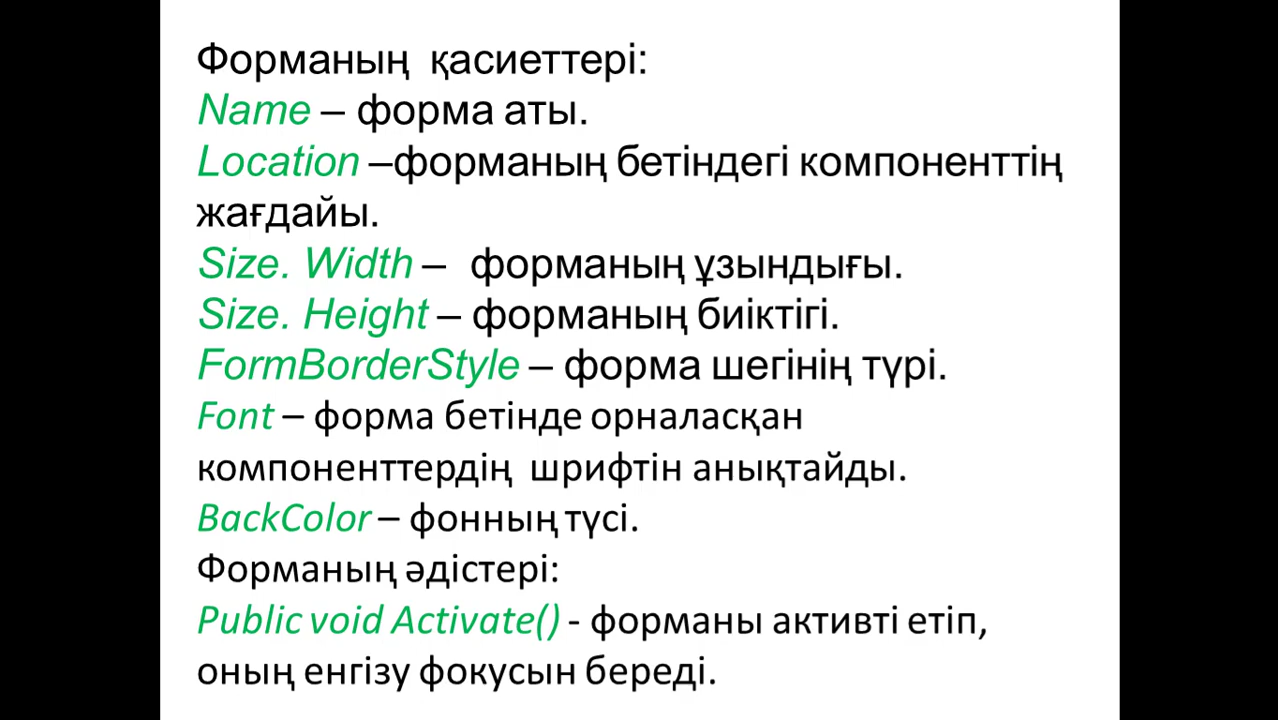 Форманың қасиеттері:
Name – форма аты.
Location –форманың бетіндегі компоненттің
жағдайы.
Size. Width – форманың ұзындығы.
Size. Height – форманың биіктігі.
FormBorderStyle – форма шегінің түрі.
Font – форма бетінде орналасқан
компоненттердің шрифтін анықтайды.
BackColor – фонның түсі.
Форманың әдістері:
Public void Activate() - форманы активті етіп,
оның енгізу фокусын береді.